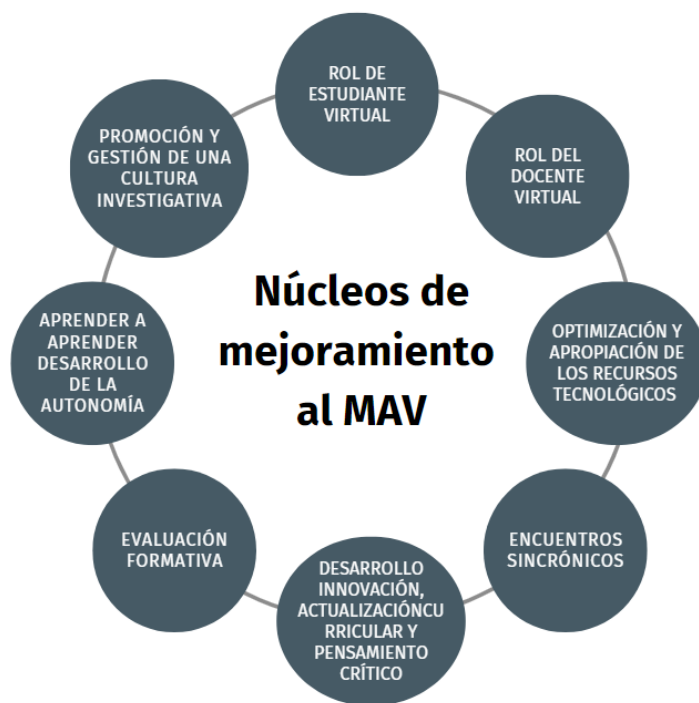 ROL DE
ESTUDIANTE
VIRTUAL
ROL DEL
DOCENTE
VIRTUAL
OPTIMIZACIÓN Y
APROPIACIÓN DE
LOS RECURSOS
TECNOLÓGICOS
ENCUENTROS
SINCRÓNICOS
DESARROLLO
INNOVACIÓN,
ACTUALIZACIÓNCU
RRICULAR Y
PENSAMIENTO
CRÍTICO
EVALUACIÓN
FORMATIVA
APRENDER A
APRENDER
DESARROLLO
DE LA
AUTONOMÍA
PROMOCIÓN Y
GESTIÓN DE UNA
CULTURA
INVESTIGATIVA
Núcleos de
mejoramiento
al MAV